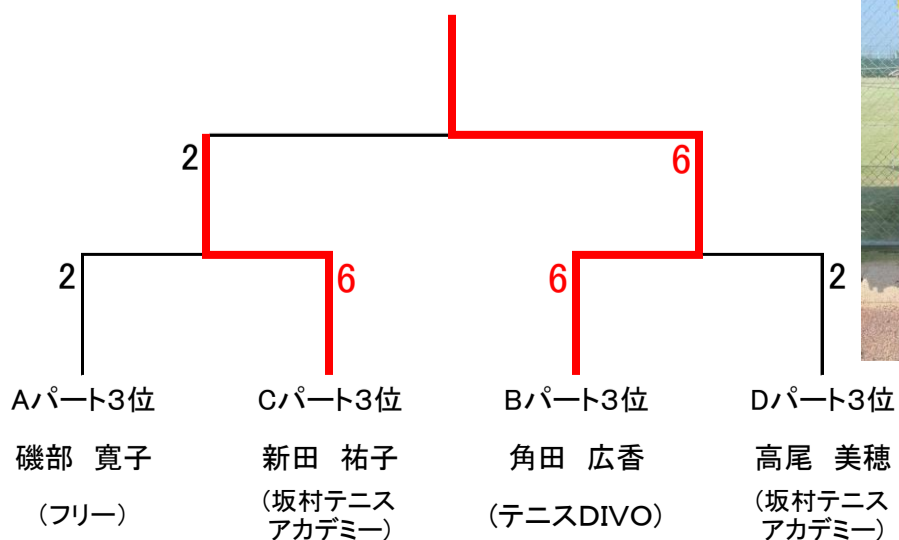 2 6
2 6 6 2
Aパート3位 Cパート3位 Bパート3位 Dパート3位
磯部 寛子 新田 祐子 角田 広香 高尾 美穂
(フリー) (坂村テニス
アカデミー) (テニスDIVO) (坂村テニス
アカデミー)